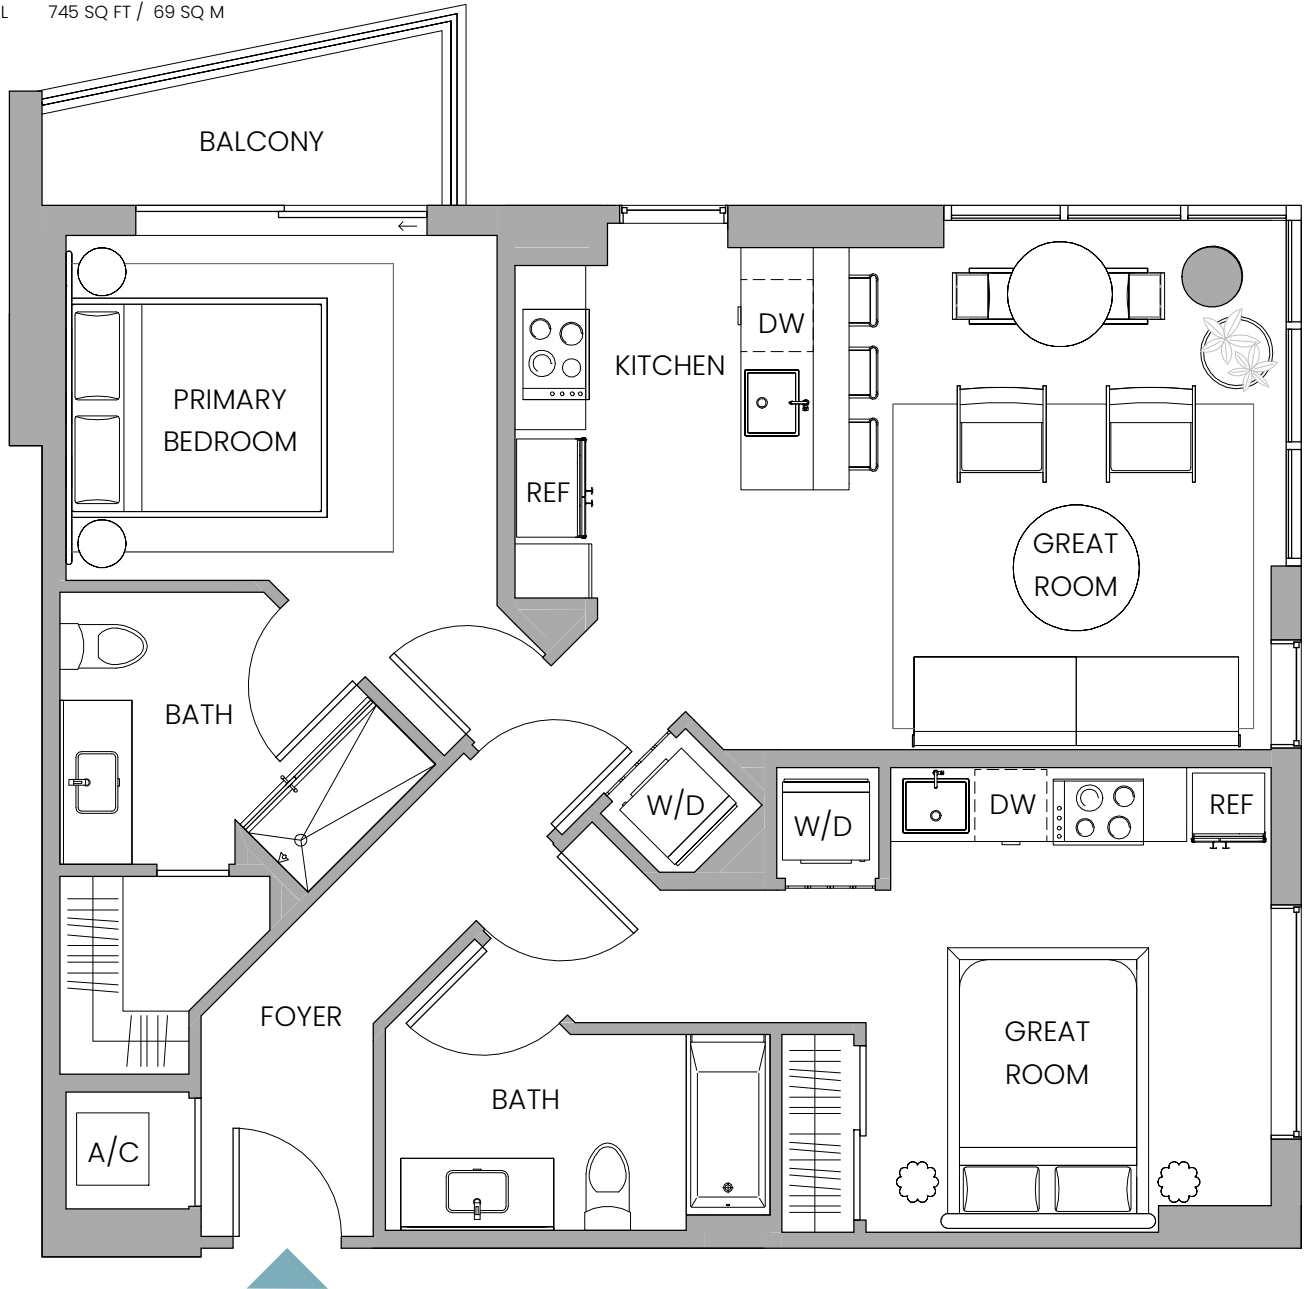 L 745 SQ FT / 69 SQ M
BALCONY
DW
KITCHEN
PRIMARY
BEDROOM
REF
GREAT
ROOM
BATH
W/D
W/D
DW
REF
FOYER
GREAT
ROOM
BATH
A/C